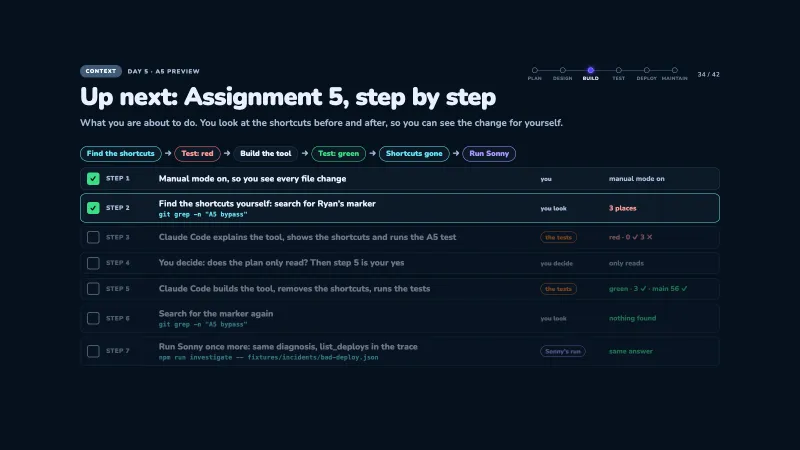 CONTEXT DAY 5 · A5 PREVIEW
PLAN DESIGN BUILD TEST DEPLOY MAINTAIN 34 / 42
Up next: Assignment 5, step by step
What you are about to do. You look at the shortcuts before and after, so you can see the change for yourself.
Find the shortcuts → Test: red → Build the tool → Test: green → Shortcuts gone → Run Sonny
STEP 1 Manual mode on, so you see every file change you manual mode on
STEP 2 Find the shortcuts yourself: search for Ryan's marker you look 3 places
git grep -n "A5 bypass"
STEP 3 Claude Code explains the tool, shows the shortcuts and runs the A5 test the tests red · 0 ✓ 3 ✕
STEP 4 You decide: does the plan only read? Then step 5 is your yes you decide only reads
STEP 5 Claude Code builds the tool, removes the shortcuts, runs the tests the tests green · 3 ✓ · main 56 ✓
STEP 6 Search for the marker again you look nothing found
git grep -n "A5 bypass"
STEP 7 Run Sonny once more: same diagnosis, list_deploys in the trace Sonny's run same answer
npm run investigate -- fixtures/incidents/bad-deploy.json